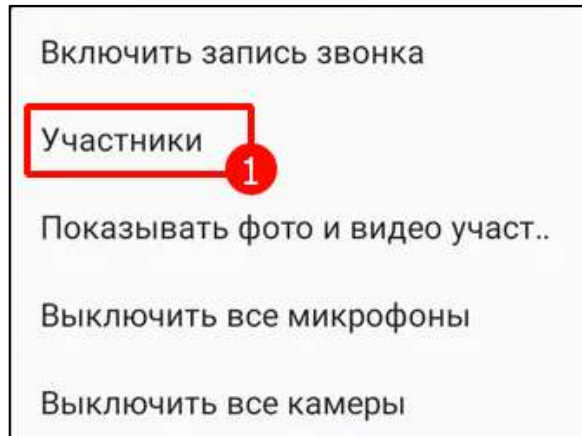 Включить запись звонка
Участники
1
Показывать фото и видео участ..
Выключить все микрофоны
Выключить все камеры